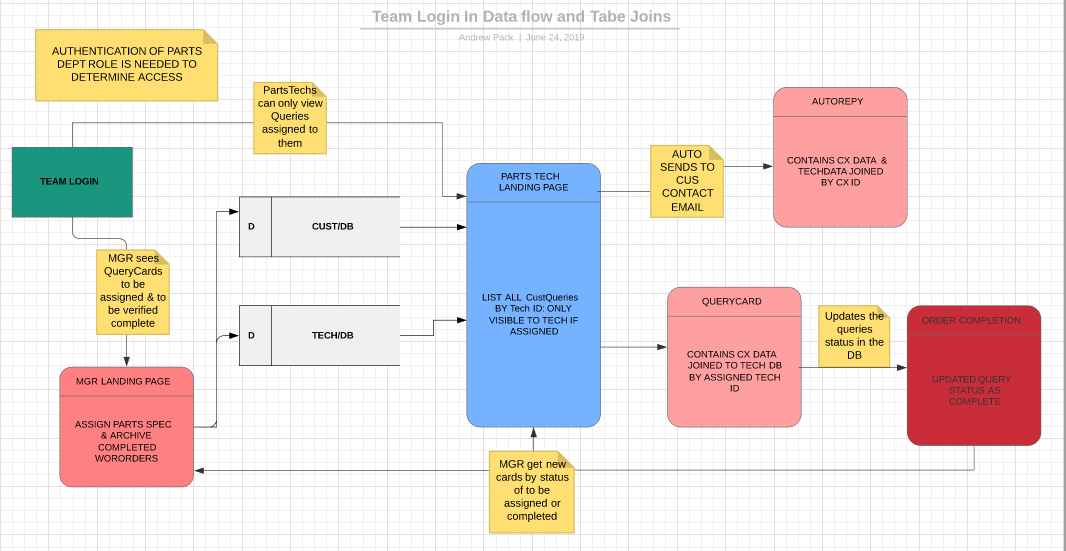 Team Login In Data flow and Tabe Joins
Andrew Pack | June 24, 2019
AUTHENTICATION OF PARTS
DEPT ROLE IS NEEDED TO
DETERMINE ACCESS
PartsTechs
can only view
Queries
assigned to
them
TEAM LOGIN
MGR sees
QueryCards
to be
assigned & to
be verified
complete
D
CUST/DB
D
TECH/DB
MGR LANDING PAGE
ASSIGN PARTS SPEC
& ARCHIVE
COMPLETED
WORORDERS
PARTS TECH
LANDING PAGE
LIST ALL CustQueries
BY Tech ID: ONLY
VISIBLE TO TECH IF
ASSIGNED
AUTO
SENDS TO
CUS
CONTACT
EMAIL
AUTOREPY
CONTAINS CX DATA &
TECHDATA JOINED
BY CX ID
QUERYCARD
CONTAINS CX DATA
JOINED TO TECH DB
BY ASSIGNED TECH
ID
Updates the
queries
status in the
DB
ORDER COMPLETION
UPDATED QUERY
STATUS AS
COMPLETE
MGR get new
cards by status
of to be
assigned or
completed